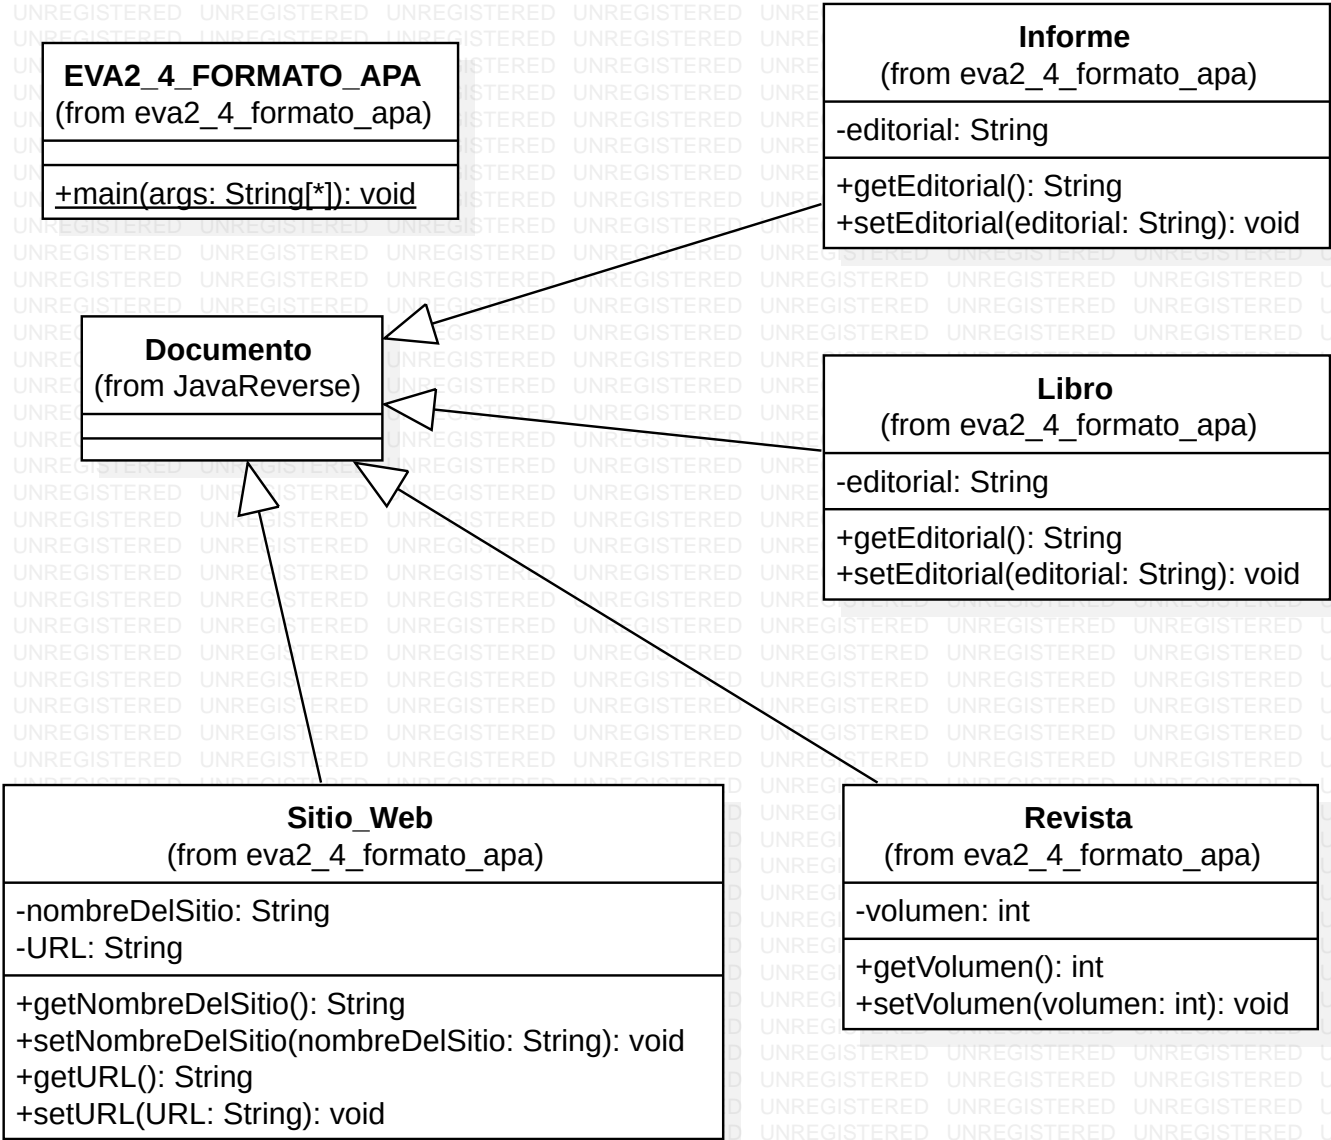 EVA2_4_FORMATO_APA
(from eva2_4_formato_apa)
+main(args: String[*]): void
Informe
(from eva2_4_formato_apa)
-editorial: String
+getEditorial(): String
+setEditorial(editorial: String): void
Documento
(from JavaReverse)
Libro
(from eva2_4_formato_apa)
-editorial: String
+getEditorial(): String
+setEditorial(editorial: String): void
Sitio_Web
(from eva2_4_formato_apa)
-nombreDelSitio: String
-URL: String
+getNombreDelSitio(): String
+setNombreDelSitio(nombreDelSitio: String): void
+getURL(): String
+setURL(URL: String): void
Revista
(from eva2_4_formato_apa)
-volumen: int
+getVolumen(): int
+setVolumen(volumen: int): void
UNREGISTERED